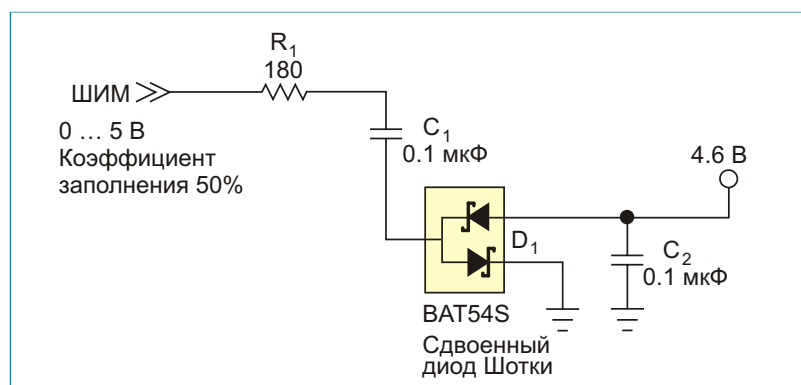 R1
180
ШИМ
0 … 5 В
Коэффициент
заполнения 50%
C1
0.1 мкФ
4.6 В
D1
C2
0.1 мкФ
BAT54S
Сдвоенный
диод Шотки